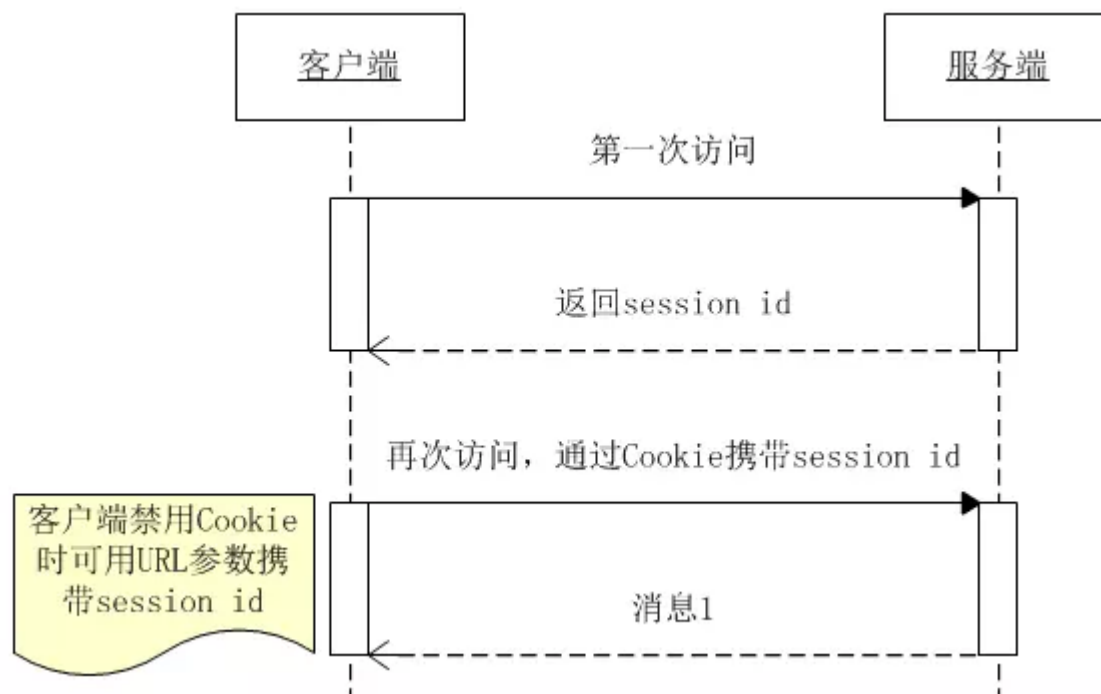 客户端
服务端
第一次访问
返回session id
再次访问，通过Cookie携带session id
客户端禁用Cookie
时可用URL参数携
带session id
消息1